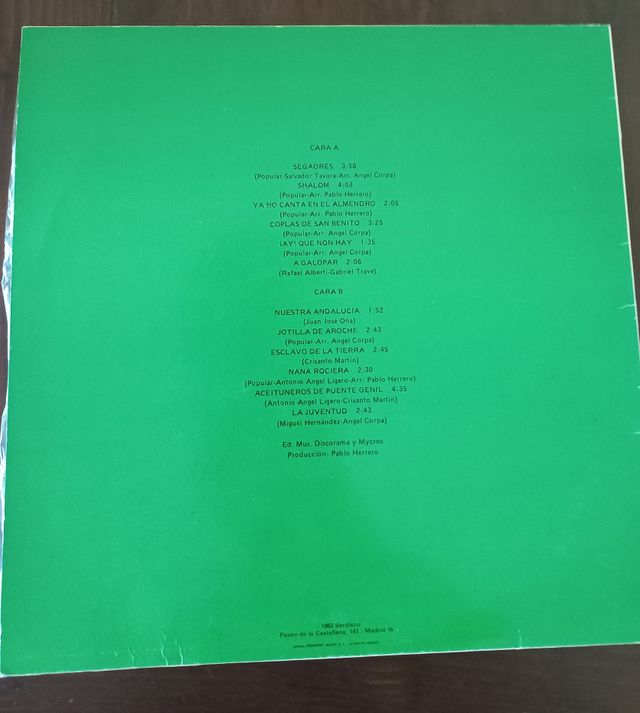 CARA A
SEGAORES 3:58
(Popular-Salvador Tavora-Arr. Angel Corpa)
SHALOM 4:03
(Popular-Arr. Pablo Herrero)
YA NO CANTA EN EL ALMENDRO 2:05
(Popular-Arr. Pablo Herrero)
COPLAS DE SAN BENITO 3:25
(Popular-Arr. Angel Corpa)
¡AY! QUE NON HAY 1:35
(Popular-Arr. Angel Corpa)
A GALOPAR 2:06
(Rafael Alberti-Gabriel Travé)
CARA B
NUESTRA ANDALUCIA 1:52
(Juan José Oña)
JOTILLA DE AROCHE 2:43
(Popular-Arr. Angel Corpa)
ESCLAVO DE LA TIERRA 2:45
(Crisanto Martín)
NANA ROCIERA 2:30
(Popular-Antonio Angel Ligero-Arr: Pablo Herrero)
ACEITUNEROS DE PUENTE GENIL 4:35
(Antonio Angel Ligero-Crisanto Martín)
LA JUVENTUD 2:43
(Miguel Hernández-Angel Corpa)
Ed. Mus. Discorama y Mycros
Producción: Pablo Herrero
1983 Serdisco
Paseo de la Castellana, 141 Madrid 16